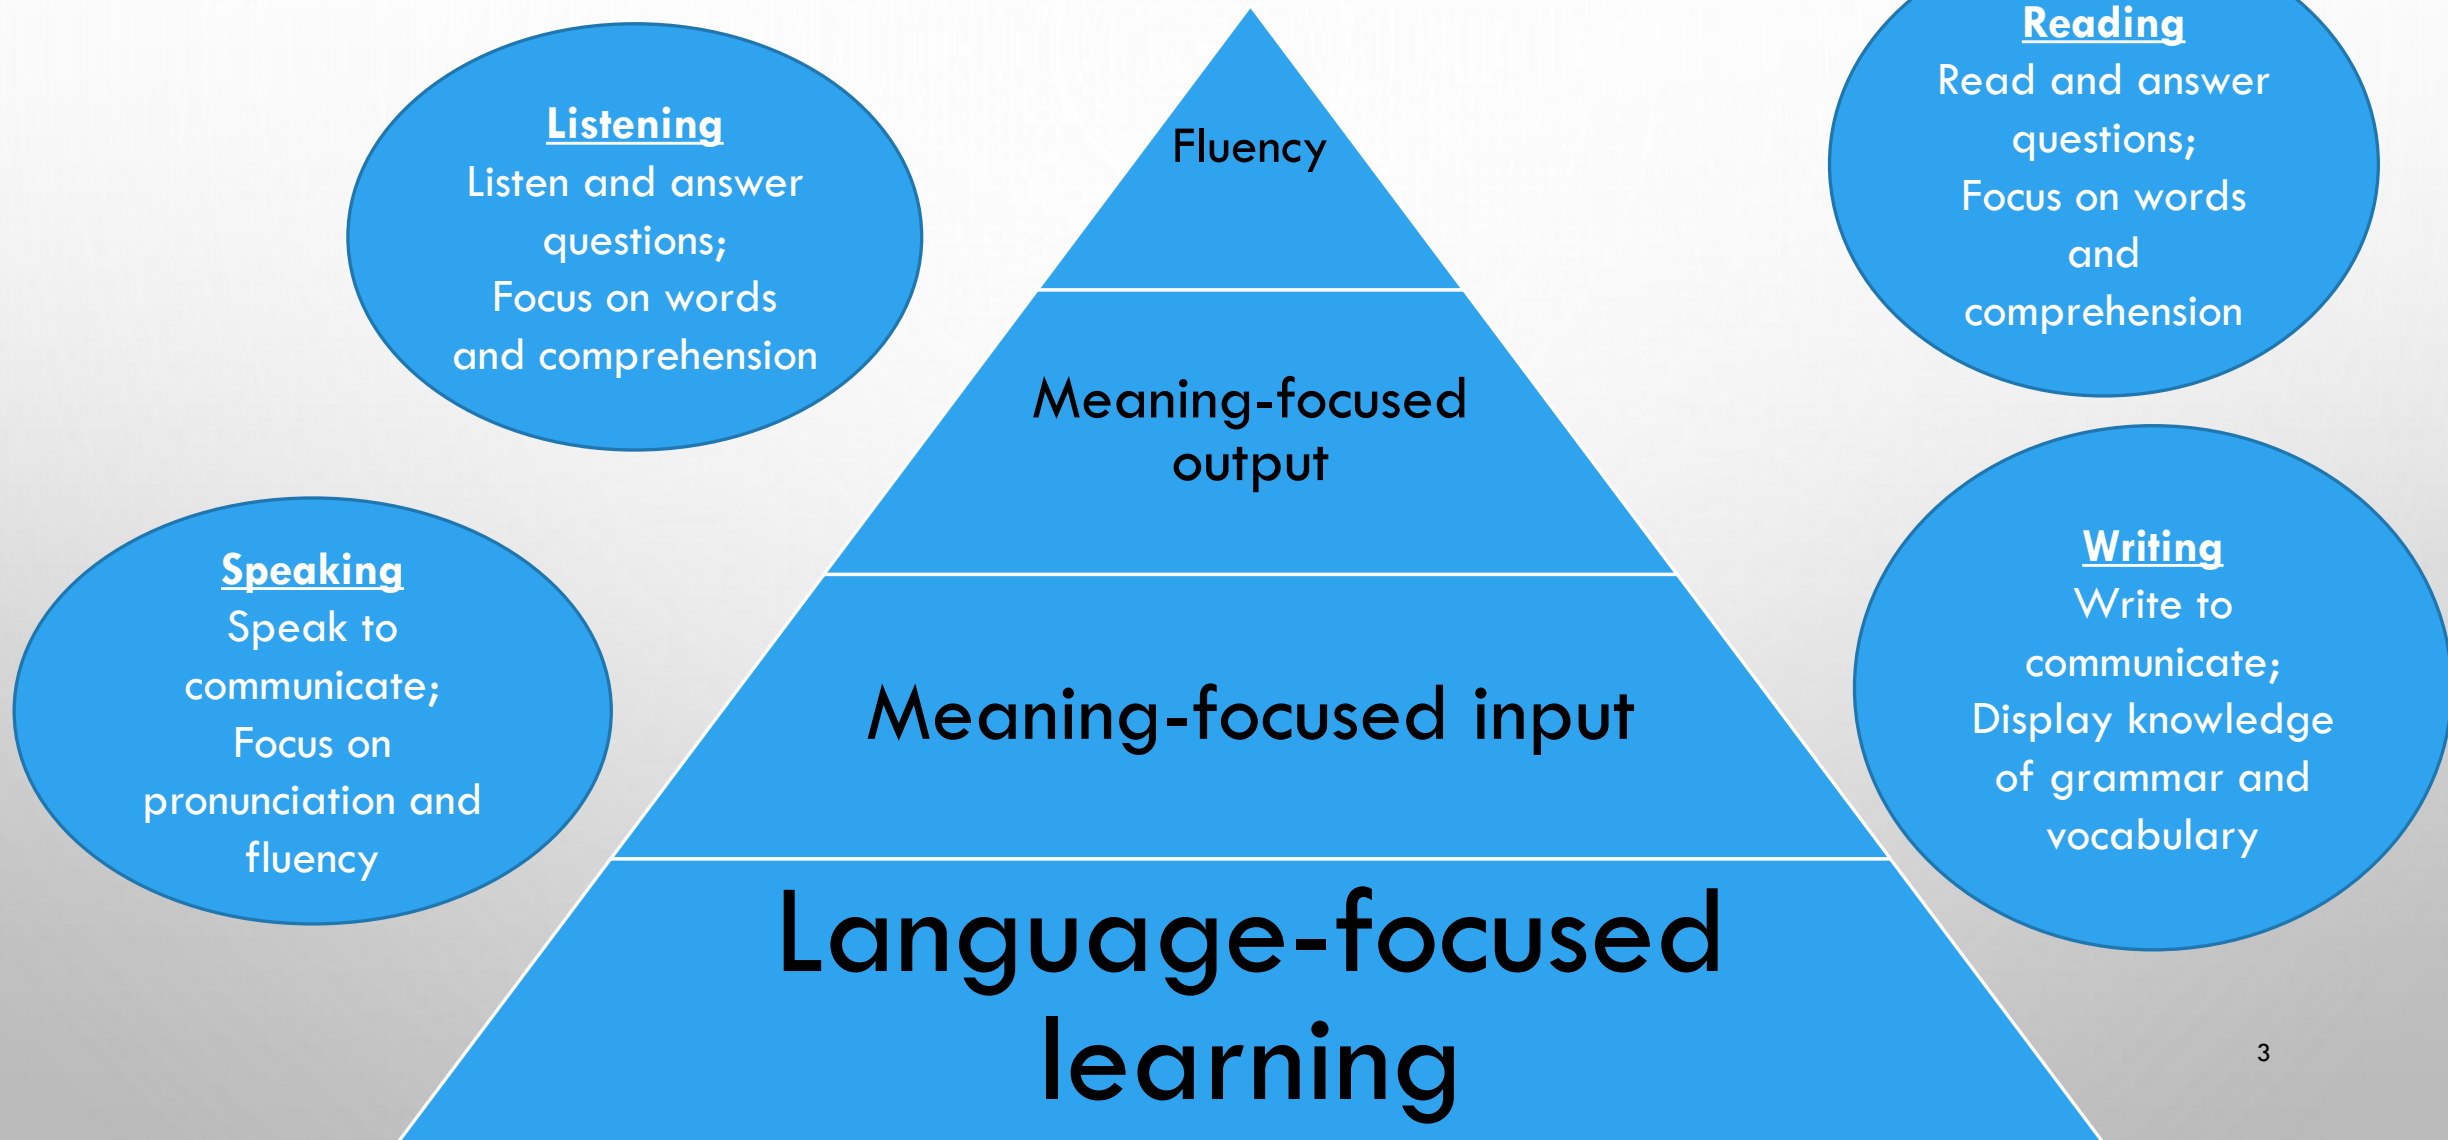 Listening
Listen and answer
questions;
Focus on words
and comprehension
Speaking
Speak to
communicate;
Focus on
pronunciation and
fluency
Fluency
Meaning-focused
output
Meaning-focused input
Language-focused
learning
Reading
Read and answer
questions;
Focus on words
and
comprehension
Writing
Write to
communicate;
Display knowledge
of grammar and
vocabulary
3